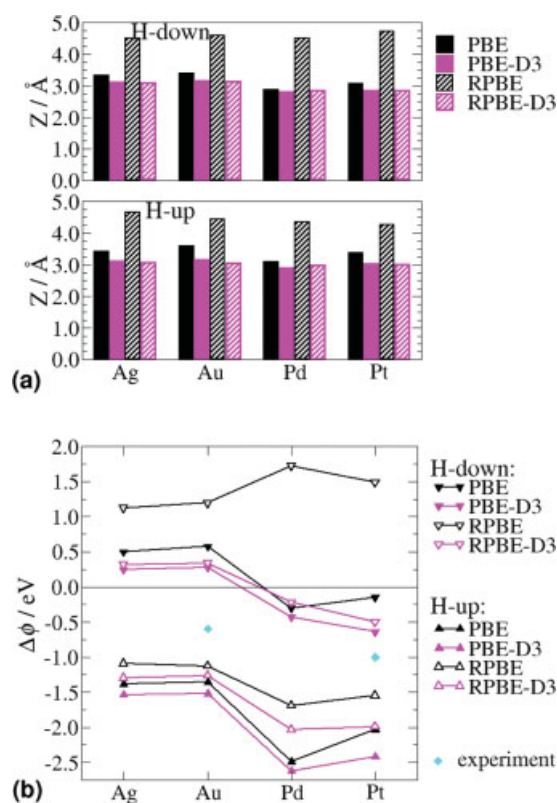 5.0
4.0
3.0
2.0
1.0
0.0
Z / Å
H-down
PBE
PBE-D3
RPBE
RPBE-D3
5.0
4.0
3.0
2.0
1.0
0.0
Z / Å
H-up
Ag Au Pd Pt
(a)
2.0
1.5
1.0
0.5
0.0
-0.5
-1.0
-1.5
-2.0
-2.5
Δϕ / eV
Ag Au Pd Pt
(b)
H-down:
PBE
PBE-D3
RPBE
RPBE-D3
H-up:
PBE
PBE-D3
RPBE
RPBE-D3
experiment